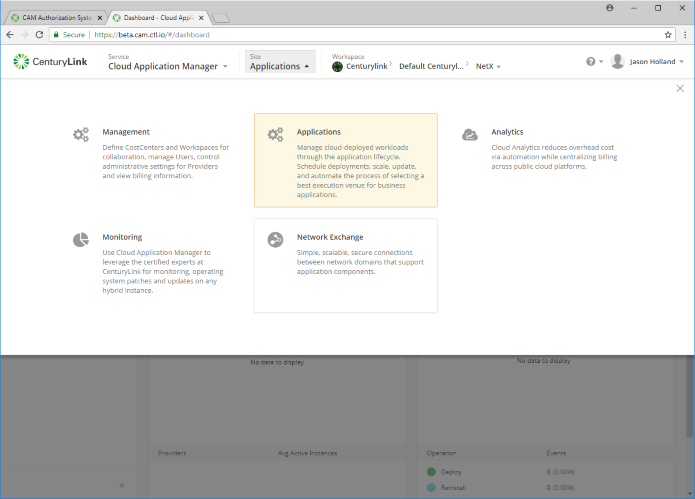 CAM Authorization System
Dashboard - Cloud Appli
Secure
https://beta.cam.ctl.io/#/dashboard
CenturyLink
Service
Cloud Application Manager
Site
Applications
Workspace
Centurylink
Default Centuryl...
NetX
?
Jason Holland
Management
Define CostCenters and Workspaces for
collaboration, manage Users, control
administrative settings for Providers
and view billing information.
Applications
Manage cloud-deployed workloads
through the application lifecycle.
Schedule deployments, scale, update,
and automate the process of selecting a
best execution venue for business
applications.
Analytics
Cloud Analytics reduces overhead cost
via automation while centralizing billing
across public cloud platforms.
Monitoring
Use Cloud Application Manager to
leverage the certified experts at
CenturyLink for monitoring, operating
system patches and updates on any
hybrid instance.
Network Exchange
Simple, scalable, secure connections
between network domains that support
application components.
No data to display
No data to display
Providers
Avg Active Instances
Operation
Events
Deploy
0 (0.00%)
Reinstall
0 (0.00%)